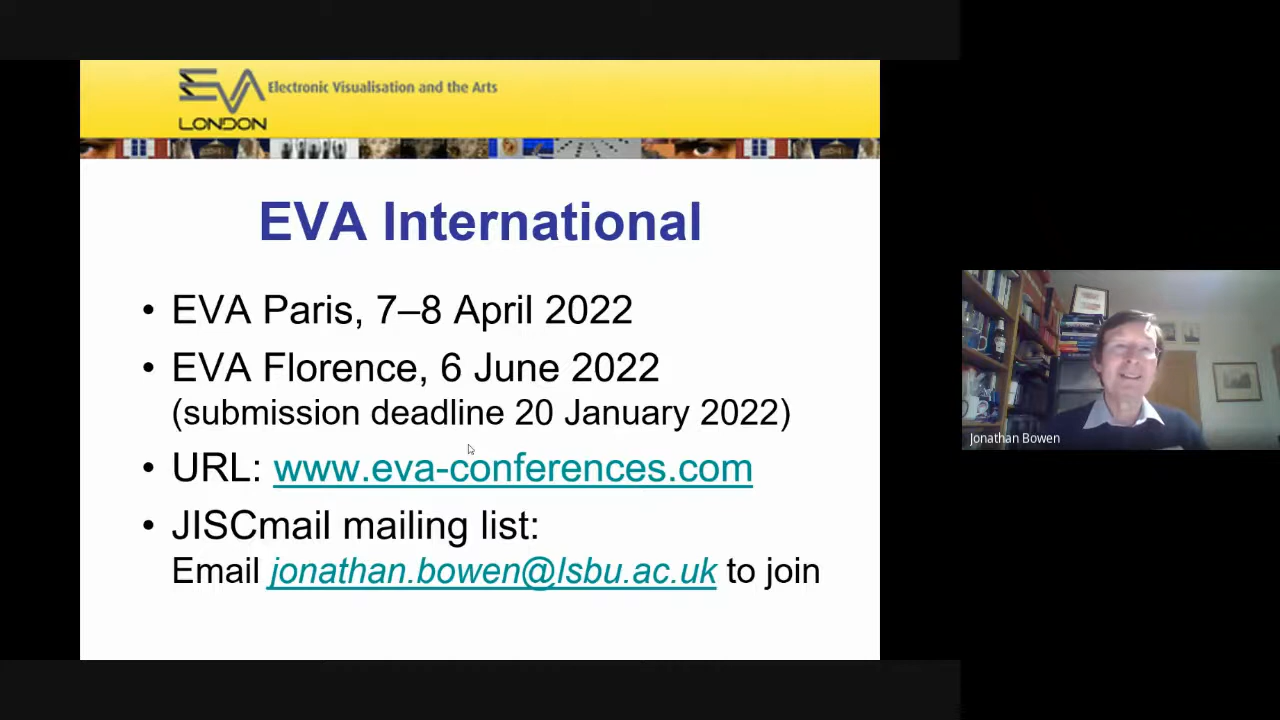 EVA Electronic Visualisation and the Arts
LONDON
EVA International
• EVA Paris, 7–8 April 2022
• EVA Florence, 6 June 2022
(submission deadline 20 January 2022)
• URL: www.eva-conferences.com
• JISCmail mailing list:
Email jonathan.bowen@lsbu.ac.uk to join
Jonathan Bowen